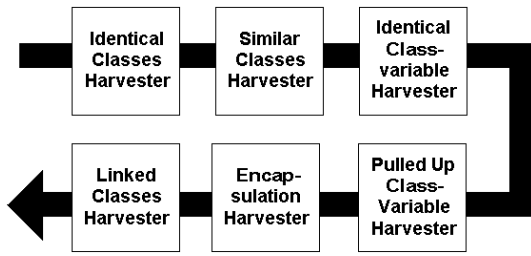 Identical
Classes
Harvester
Similar
Classes
Harvester
Identical
Class-
variable
Harvester
Linked
Classes
Harvester
Encap-
sulation
Harvester
Pulled Up
Class-
Variable
Harvester